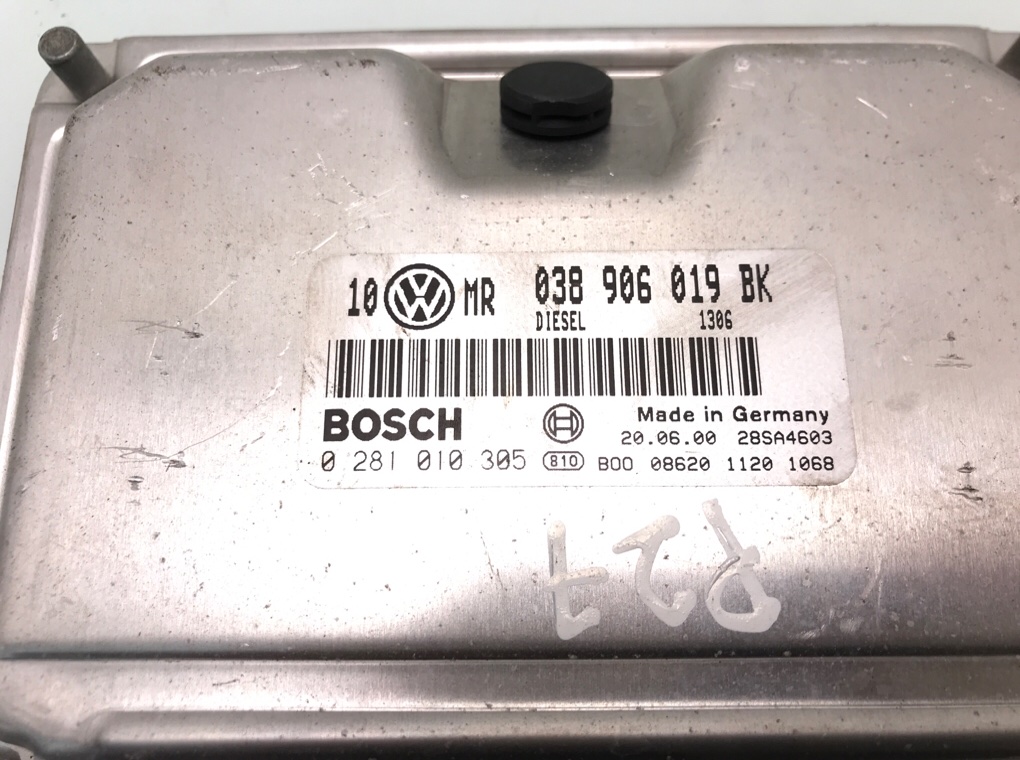 10 VW MR 038 906 019 BK
DIESEL 1306
BOSCH Made in Germany
20.06.00 28SA4603
0 281 010 305 810 B00 08620 1120 1068